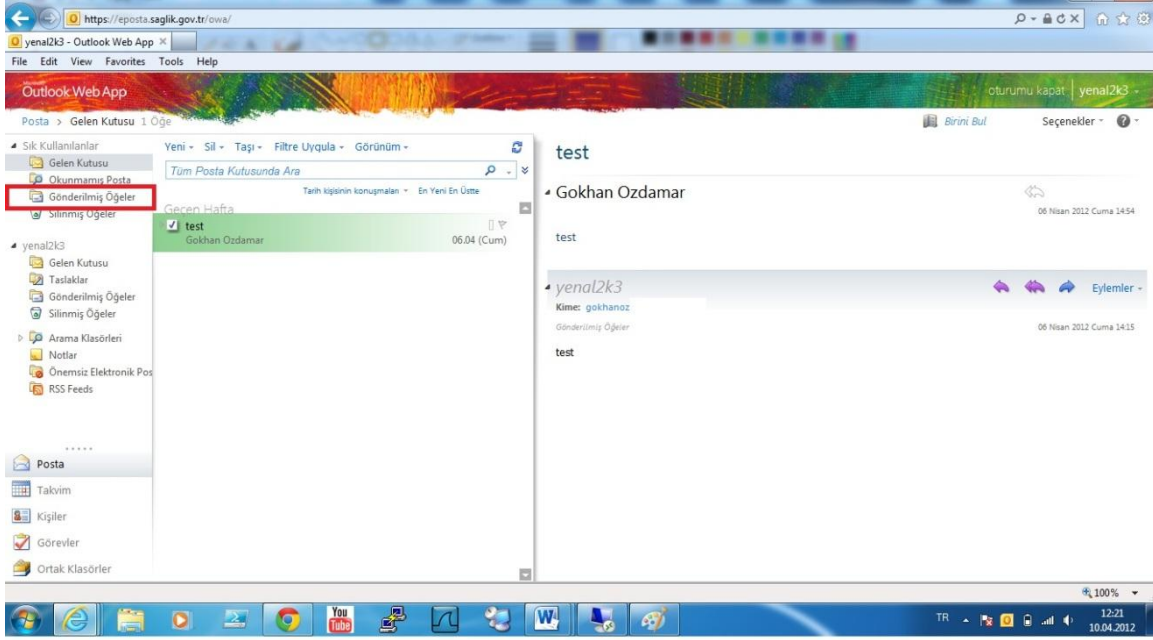 https://eposta.saglik.gov.tr/owa/
yenal2k3 - Outlook Web App
File Edit View Favorites Tools Help
Outlook Web App
oturumu kapat yenal2k3
Posta > Gelen Kutusu 1 Öğe
Birini Bul Seçenekler
Sık Kullanılanlar
Gelen Kutusu
Okunmamış Posta
Gönderilmiş Öğeler
Silinmiş Öğeler
yenal2k3
Gelen Kutusu
Taslaklar
Gönderilmiş Öğeler
Silinmiş Öğeler
Arama Klasörleri
Notlar
Önemsiz Elektronik Pos
RSS Feeds
Posta
Takvim
Kişiler
Görevler
Ortak Klasörler
Yeni Sil Taşı Filtre Uygula Görünüm
Tüm Posta Kutusunda Ara
Tarih kişisinin konuşmaları En Yeni En Üstte
Geçen Hafta
test
Gokhan Ozdamar 06.04 (Cum)
test
Gokhan Ozdamar
06 Nisan 2012 Cuma 14:54
test
yenal2k3
Eylemler
Kime: gokhanoz
Gönderilmiş Öğeler 06 Nisan 2012 Cuma 14:15
test
100%
You
Tube
TR
12:21
10.04.2012